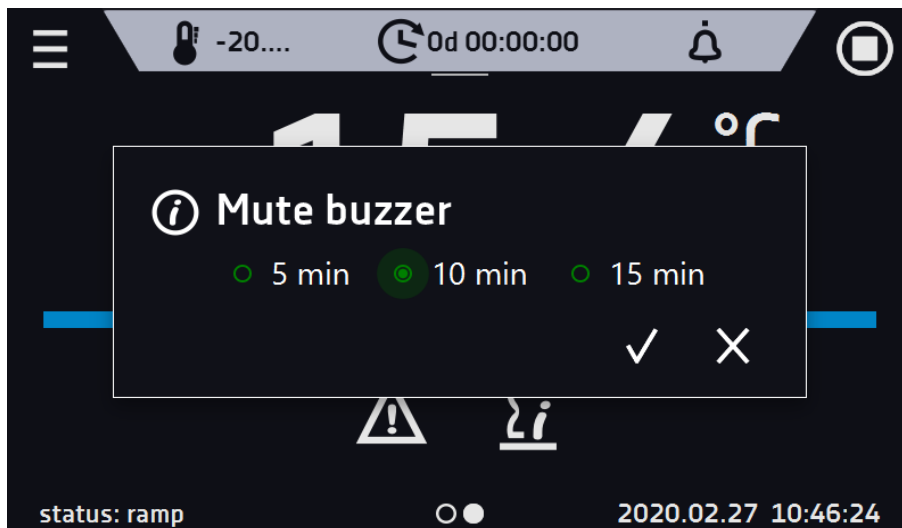 -20.... 0d 00:00:00
°C
Mute buzzer
5 min 10 min 15 min
status: ramp 2020.02.27 10:46:24